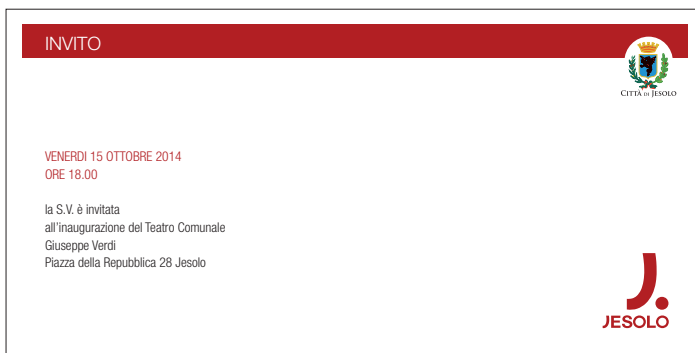 INVITO
CITTÀ DI JESOLO
VENERDI 15 OTTOBRE 2014
ORE 18.00
la S.V. è invitata
all'inaugurazione del Teatro Comunale
Giuseppe Verdi
Piazza della Repubblica 28 Jesolo
J.
JESOLO